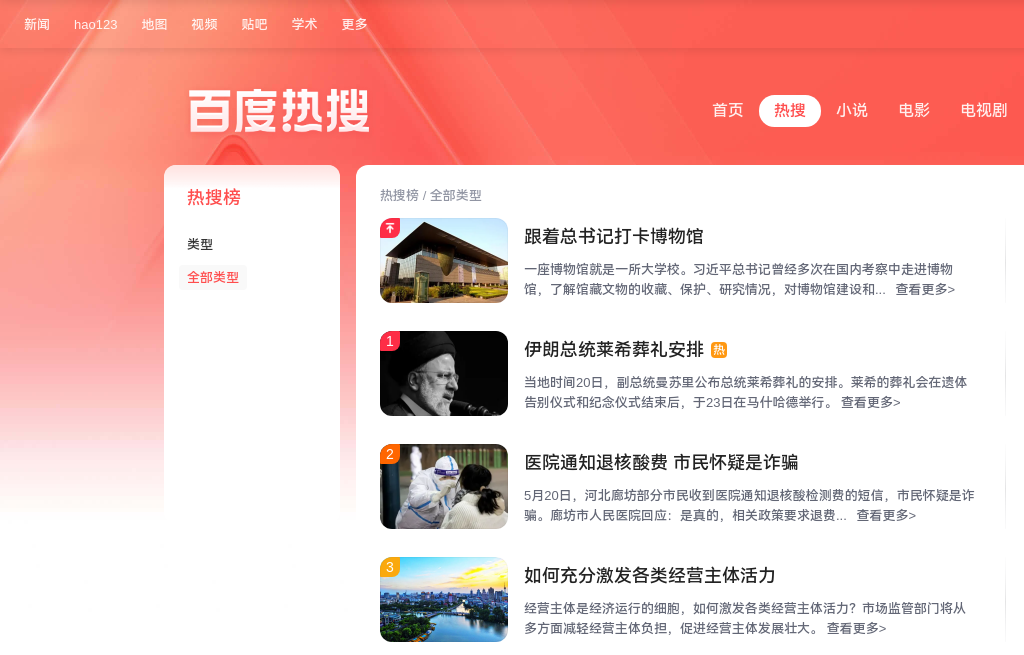 新闻 hao123 地图 视频 贴吧 学术 更多
百度热搜
首页 热搜 小说 电影 电视剧
热搜榜
类型
全部类型
热搜榜 / 全部类型
跟着总书记打卡博物馆
一座博物馆就是一所大学校。习近平总书记曾经多次在国内考察中走进博物
馆，了解馆藏文物的收藏、保护、研究情况，对博物馆建设和... 查看更多>
1
伊朗总统莱希葬礼安排 热
当地时间20日，副总统曼苏里公布总统莱希葬礼的安排。莱希的葬礼会在遗体
告别仪式和纪念仪式结束后，于23日在马什哈德举行。 查看更多>
2
医院通知退核酸费 市民怀疑是诈骗
5月20日，河北廊坊部分市民收到医院通知退核酸检测费的短信，市民怀疑是诈
骗。廊坊市人民医院回应：是真的，相关政策要求退费... 查看更多>
3
如何充分激发各类经营主体活力
经营主体是经济运行的细胞，如何激发各类经营主体活力？市场监管部门将从
多方面减轻经营主体负担，促进经营主体发展壮大。 查看更多>